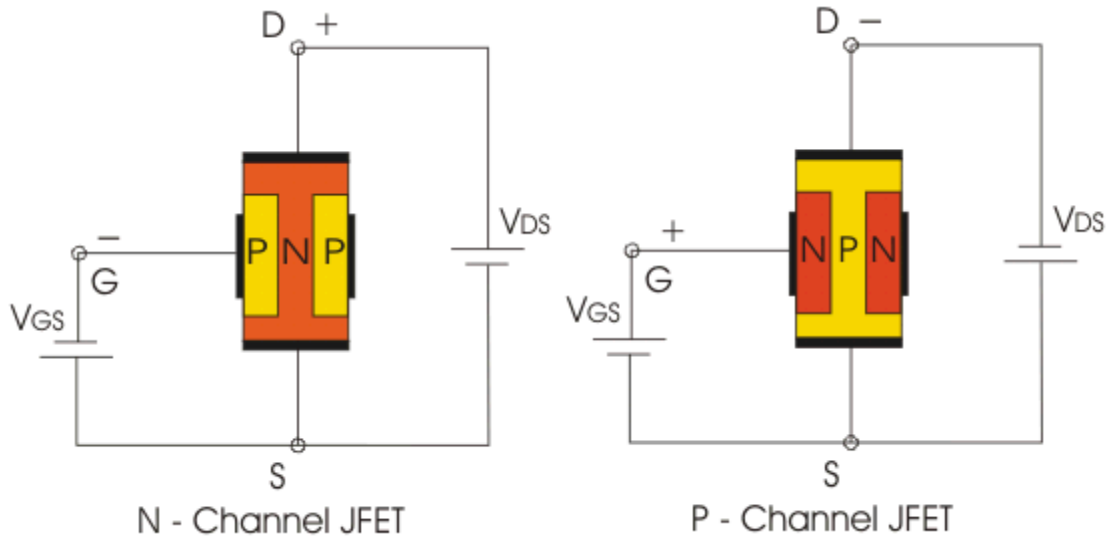 D +
P N P
−
G
VGS
VDS
S
N - Channel JFET
D −
N P N
+
G
VGS
VDS
S
P - Channel JFET